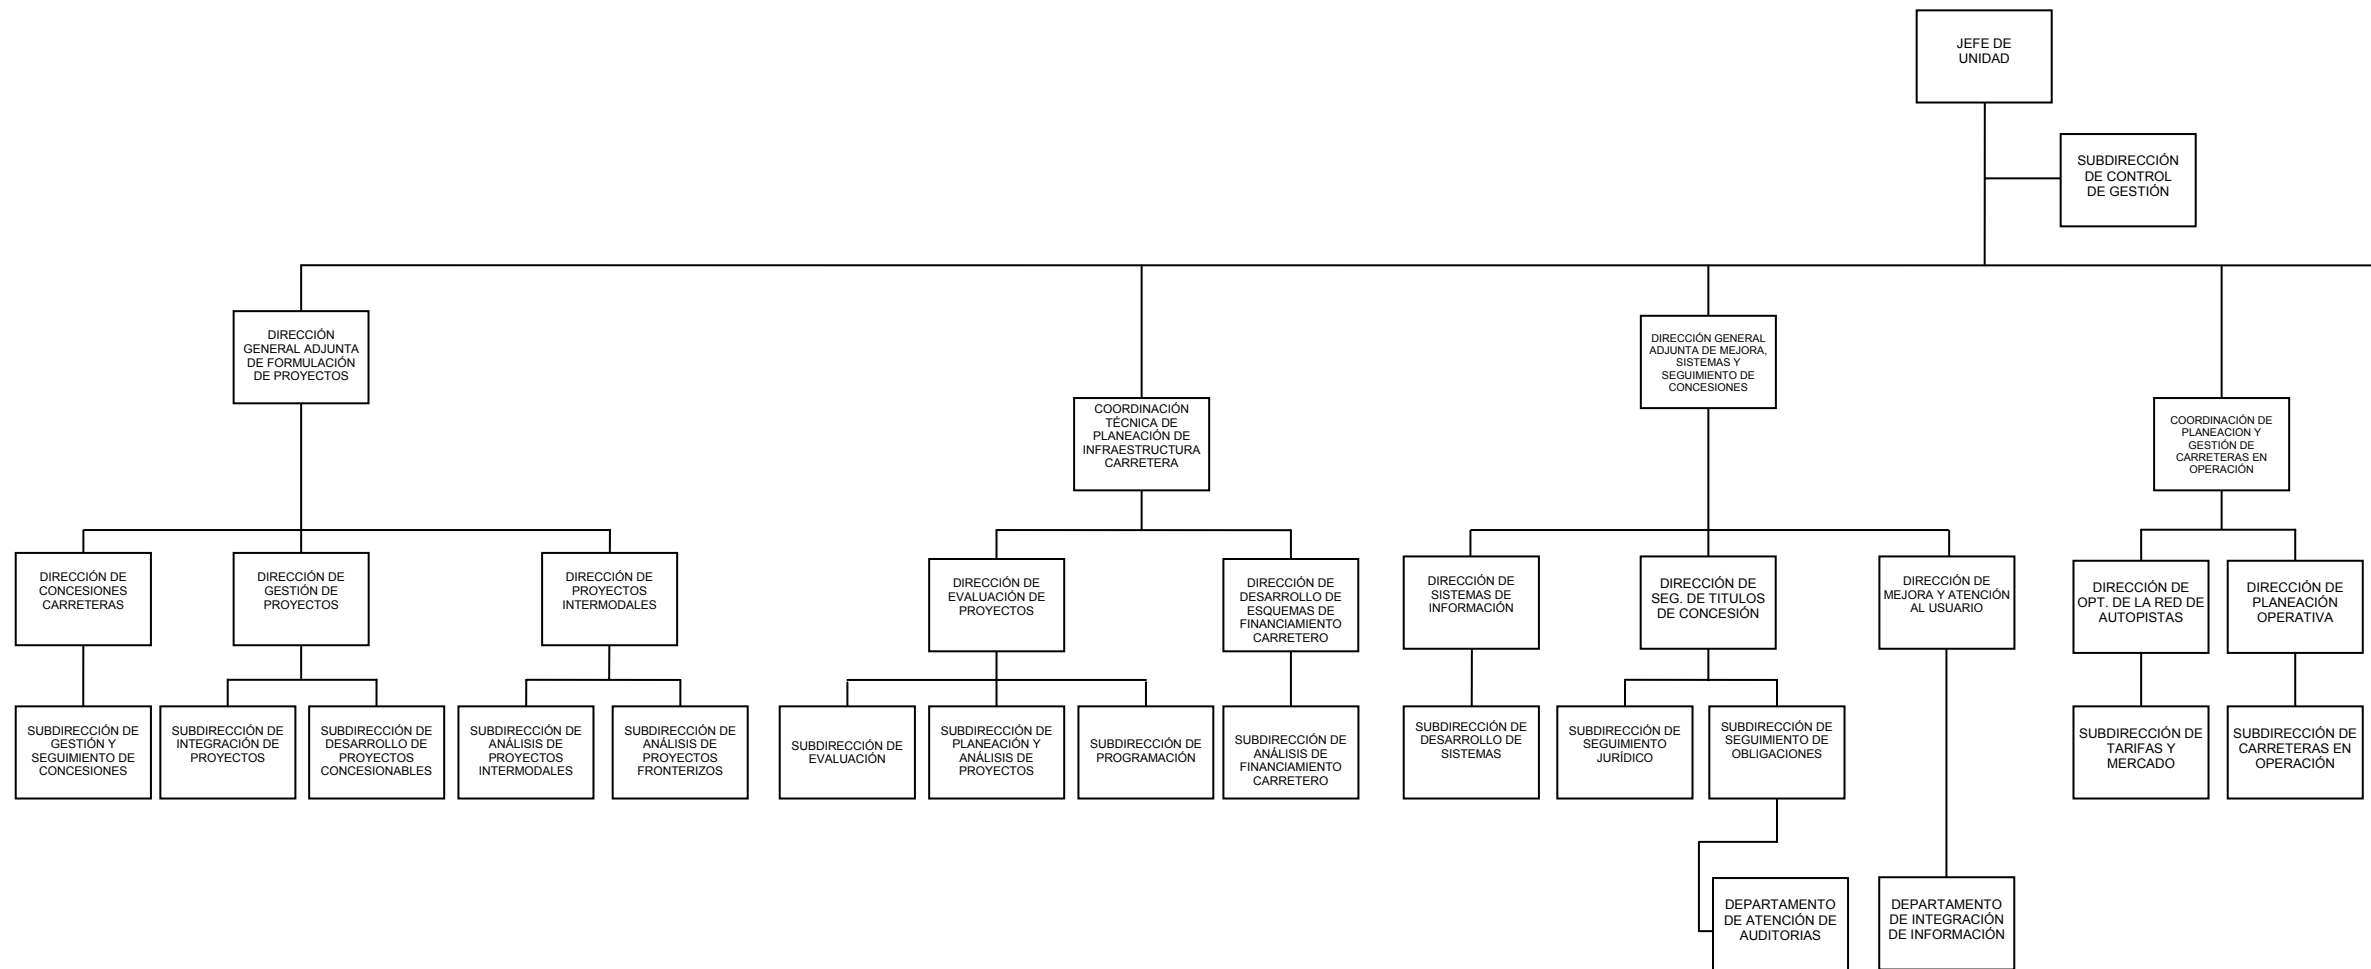 JEFE DE
UNIDAD
SUBDIRECCIÓN
DE CONTROL
DE GESTIÓN
DIRECCIÓN
GENERAL ADJUNTA
DE FORMULACIÓN
DE PROYECTOS
DIRECCIÓN GENERAL
ADJUNTA DE MEJORA,
SISTEMAS Y
SEGUIMIENTO DE
CONCESIONES
COORDINACIÓN
TÉCNICA DE
PLANEACIÓN DE
INFRAESTRUCTURA
CARRETERA
COORDINACIÓN DE
PLANEACION Y
GESTIÓN DE
CARRETERAS EN
OPERACIÓN
DIRECCIÓN DE
CONCESIONES
CARRETERAS
DIRECCIÓN DE
GESTIÓN DE
PROYECTOS
DIRECCIÓN DE
PROYECTOS
INTERMODALES
DIRECCIÓN DE
EVALUACIÓN DE
PROYECTOS
DIRECCIÓN DE
DESARROLLO DE
ESQUEMAS DE
FINANCIAMIENTO
CARRETERO
DIRECCIÓN DE
SISTEMAS DE
INFORMACIÓN
DIRECCIÓN DE
SEG. DE TITULOS
DE CONCESIÓN
DIRECCIÓN DE
MEJORA Y ATENCIÓN
AL USUARIO
DIRECCIÓN DE
OPT. DE LA RED DE
AUTOPISTAS
DIRECCIÓN DE
PLANEACIÓN
OPERATIVA
SUBDIRECCIÓN DE
GESTIÓN Y
SEGUIMIENTO DE
CONCESIONES
SUBDIRECCIÓN DE
INTEGRACIÓN DE
PROYECTOS
SUBDIRECCIÓN DE
DESARROLLO DE
PROYECTOS
CONCESIONABLES
SUBDIRECCIÓN DE
ANÁLISIS DE
PROYECTOS
INTERMODALES
SUBDIRECCIÓN DE
ANÁLISIS DE
PROYECTOS
FRONTERIZOS
SUBDIRECCIÓN DE
EVALUACIÓN
SUBDIRECCIÓN DE
PLANEACIÓN Y
ANÁLISIS DE
PROYECTOS
SUBDIRECCIÓN DE
PROGRAMACIÓN
SUBDIRECCIÓN DE
ANÁLISIS DE
FINANCIAMIENTO
CARRETERO
SUBDIRECCIÓN DE
DESARROLLO DE
SISTEMAS
SUBDIRECCIÓN DE
SEGUIMIENTO
JURÍDICO
SUBDIRECCIÓN DE
SEGUIMIENTO DE
OBLIGACIONES
SUBDIRECCIÓN DE
TARIFAS Y
MERCADO
SUBDIRECCIÓN DE
CARRETERAS EN
OPERACIÓN
DEPARTAMENTO
DE ATENCIÓN DE
AUDITORIAS
DEPARTAMENTO
DE INTEGRACIÓN
DE INFORMACIÓN